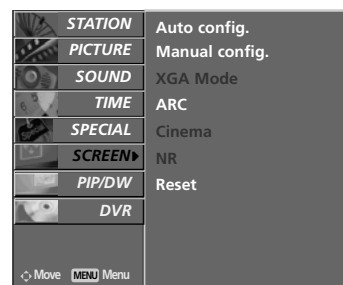 STATION
PICTURE
SOUND
TIME
SPECIAL
SCREEN
PIP/DW
DVR
Move MENU Menu
Auto config.
Manual config.
XGA Mode
ARC
Cinema
NR
Reset